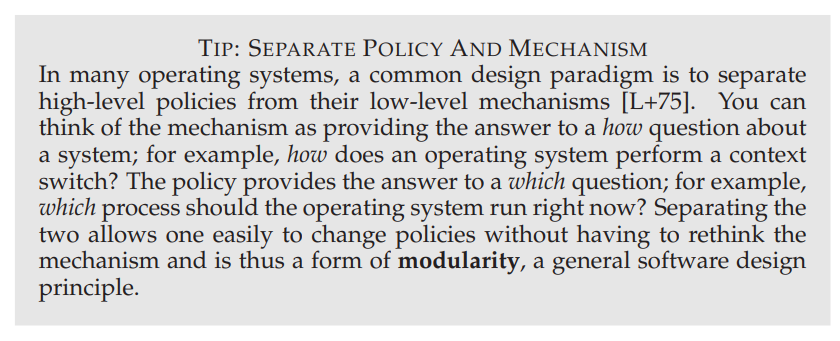 TIP: SEPARATE POLICY AND MECHANISM
In many operating systems, a common design paradigm is to separate
high-level policies from their low-level mechanisms [L+75]. You can
think of the mechanism as providing the answer to a how question about
a system; for example, how does an operating system perform a context
switch? The policy provides the answer to a which question; for example,
which process should the operating system run right now? Separating the
two allows one easily to change policies without having to rethink the
mechanism and is thus a form of modularity, a general software design
principle.